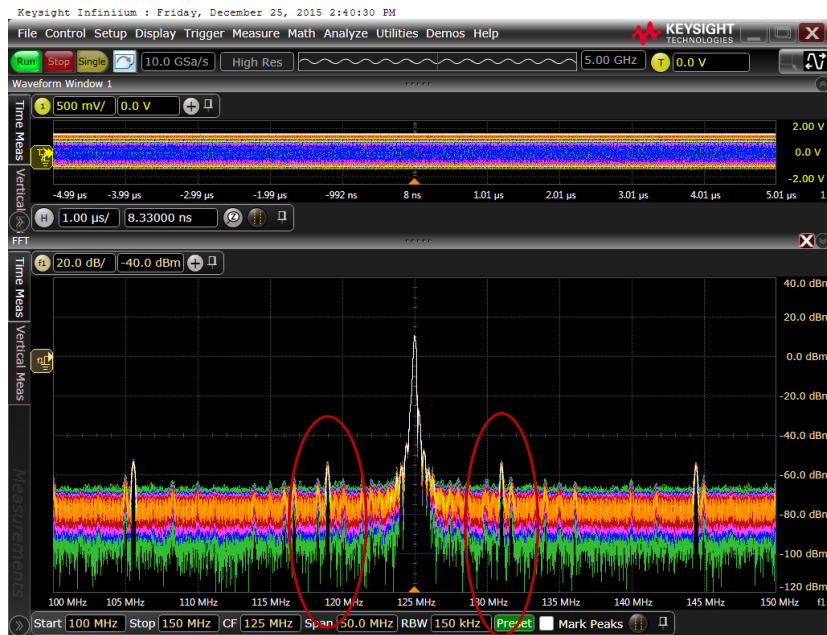 Keysight Infiniium : Friday, December 25, 2015 2:40:30 PM
File Control Setup Display Trigger Measure Math Analyze Utilities Demos Help
KEYSIGHT
TECHNOLOGIES
Run Stop Single 10.0 GSa/s High Res 5.00 GHz T 0.0 V
Waveform Window 1
1 500 mV/ 0.0 V
Time Meas
Vertical
2.00 V
0.0 V
-2.00 V
-4.99 µs -3.99 µs -2.99 µs -1.99 µs -992 ns 8 ns 1.01 µs 2.01 µs 3.01 µs 4.01 µs 5.01 µs 1
H 1.00 µs/ 8.33000 ns
FFT
f1 20.0 dB/ -40.0 dBm
Time Meas
Vertical Meas
Measurements
40.0 dBm
20.0 dBm
0.0 dBm
-20.0 dBm
-40.0 dBm
-60.0 dBm
-80.0 dBm
-100 dBm
-120 dBm
100 MHz 105 MHz 110 MHz 115 MHz 120 MHz 125 MHz 130 MHz 135 MHz 140 MHz 145 MHz 150 MHz f1
Start 100 MHz Stop 150 MHz CF 125 MHz Span 50.0 MHz RBW 150 kHz Preset Mark Peaks